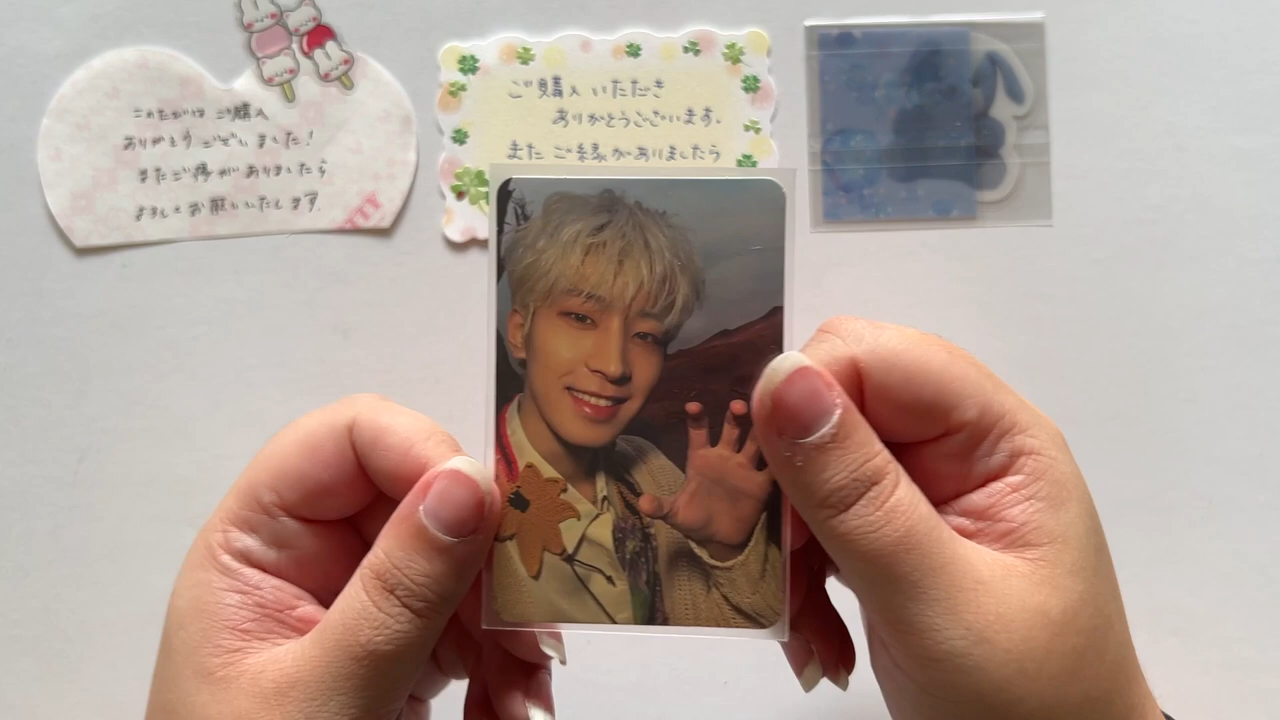 このたびは ご購入
ありがとうございました!
またご縁がありましたら
よろしくお願いいたします。
ご購入いただき
ありがとうございます。
またご縁がありましたら